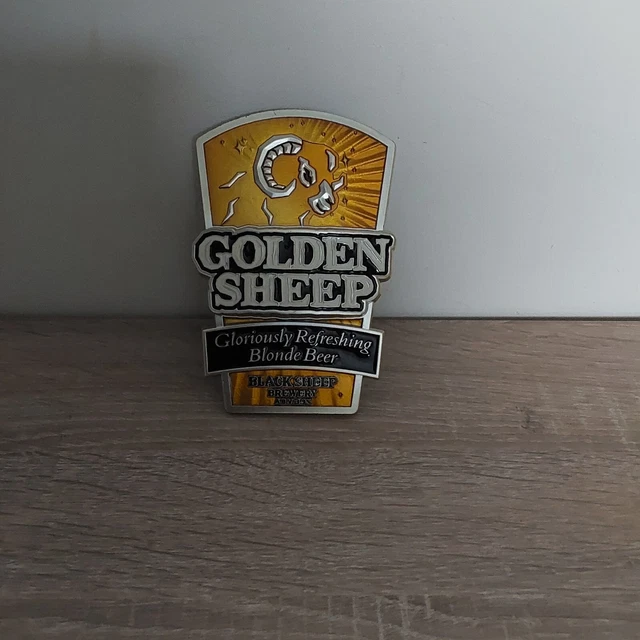 GOLDEN
SHEEP
Gloriously Refreshing
Blonde Beer
BLACK SHEEP
BREWERY